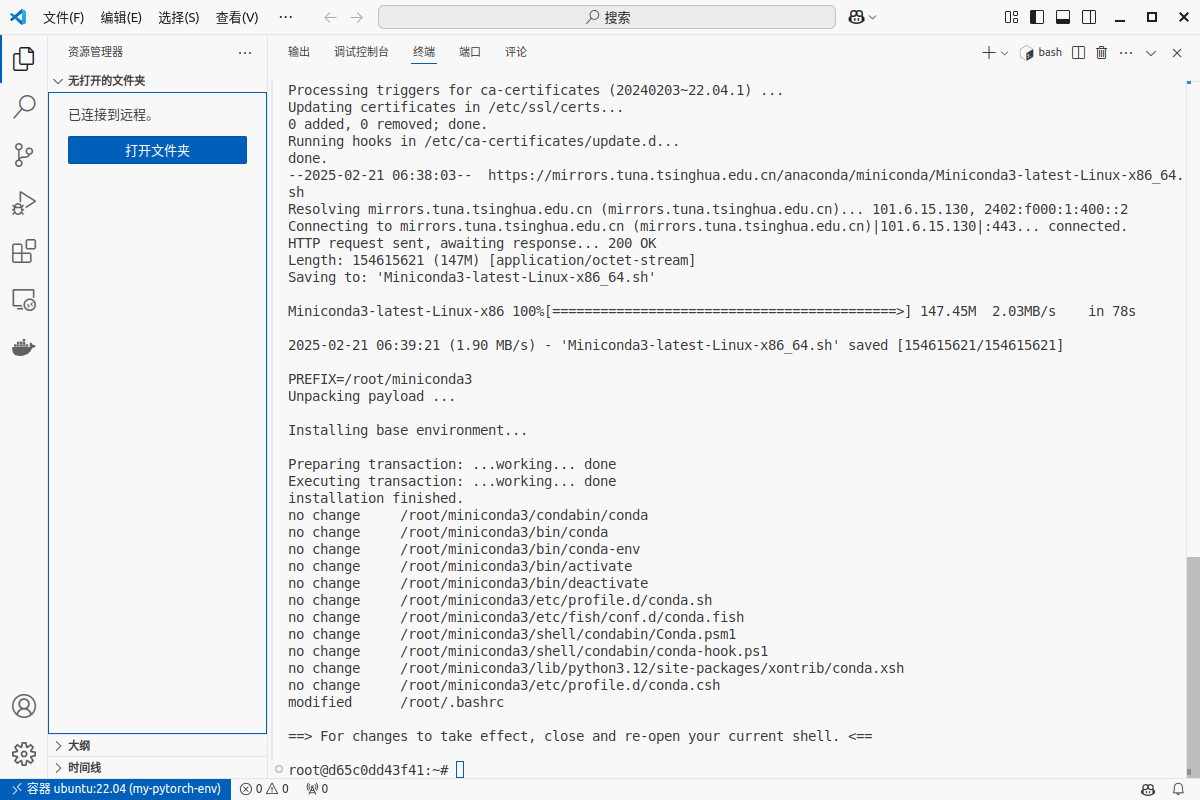 文件(F) 编辑(E) 选择(S) 查看(V) ··· 搜索
资源管理器 ···
无打开的文件夹
已连接到远程。
打开文件夹
大纲
时间线
输出 调试控制台 终端 端口 评论 bash ···
Processing triggers for ca-certificates (20240203~22.04.1) ...
Updating certificates in /etc/ssl/certs...
0 added, 0 removed; done.
Running hooks in /etc/ca-certificates/update.d...
done.
--2025-02-21 06:38:03--  https://mirrors.tuna.tsinghua.edu.cn/anaconda/miniconda/Miniconda3-latest-Linux-x86_64.
sh
Resolving mirrors.tuna.tsinghua.edu.cn (mirrors.tuna.tsinghua.edu.cn)... 101.6.15.130, 2402:f000:1:400::2
Connecting to mirrors.tuna.tsinghua.edu.cn (mirrors.tuna.tsinghua.edu.cn)|101.6.15.130|:443... connected.
HTTP request sent, awaiting response... 200 OK
Length: 154615621 (147M) [application/octet-stream]
Saving to: 'Miniconda3-latest-Linux-x86_64.sh'
Miniconda3-latest-Linux-x86 100%[===========================================>] 147.45M  2.03MB/s    in 78s
2025-02-21 06:39:21 (1.90 MB/s) - 'Miniconda3-latest-Linux-x86_64.sh' saved [154615621/154615621]
PREFIX=/root/miniconda3
Unpacking payload ...
Installing base environment...
Preparing transaction: ...working... done
Executing transaction: ...working... done
installation finished.
no change     /root/miniconda3/condabin/conda
no change     /root/miniconda3/bin/conda
no change     /root/miniconda3/bin/conda-env
no change     /root/miniconda3/bin/activate
no change     /root/miniconda3/bin/deactivate
no change     /root/miniconda3/etc/profile.d/conda.sh
no change     /root/miniconda3/etc/fish/conf.d/conda.fish
no change     /root/miniconda3/shell/condabin/Conda.psm1
no change     /root/miniconda3/shell/condabin/conda-hook.ps1
no change     /root/miniconda3/lib/python3.12/site-packages/xontrib/conda.xsh
no change     /root/miniconda3/etc/profile.d/conda.csh
modified      /root/.bashrc
==> For changes to take effect, close and re-open your current shell. <==
root@d65c0dd43f41:~#
容器 ubuntu:22.04 (my-pytorch-env) 0 0 0